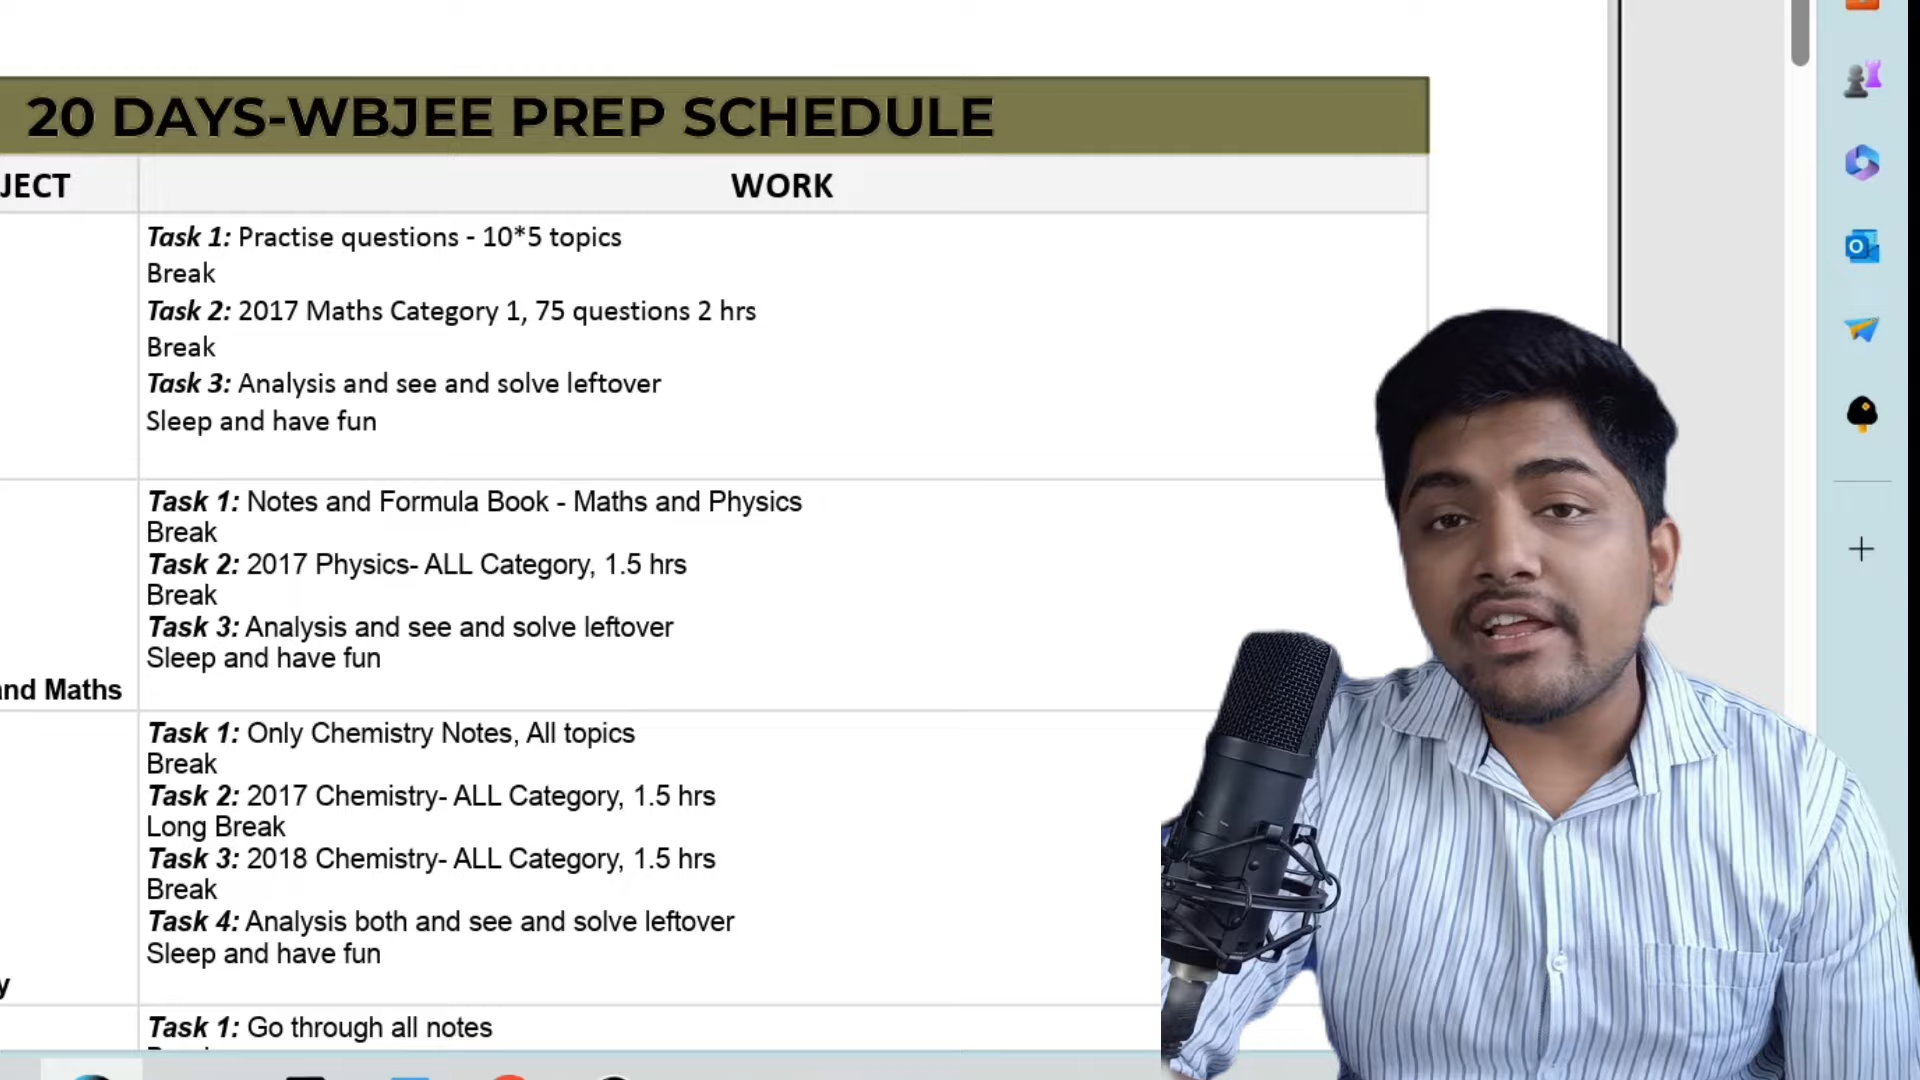 20 DAYS-WBJEE PREP SCHEDULE
JECT
WORK
Task 1: Practise questions - 10*5 topics
Break
Task 2: 2017 Maths Category 1, 75 questions 2 hrs
Break
Task 3: Analysis and see and solve leftover
Sleep and have fun
Task 1: Notes and Formula Book - Maths and Physics
Break
Task 2: 2017 Physics- ALL Category, 1.5 hrs
Break
Task 3: Analysis and see and solve leftover
Sleep and have fun
and Maths
Task 1: Only Chemistry Notes, All topics
Break
Task 2: 2017 Chemistry- ALL Category, 1.5 hrs
Long Break
Task 3: 2018 Chemistry- ALL Category, 1.5 hrs
Break
Task 4: Analysis both and see and solve leftover
Sleep and have fun
y
Task 1: Go through all notes